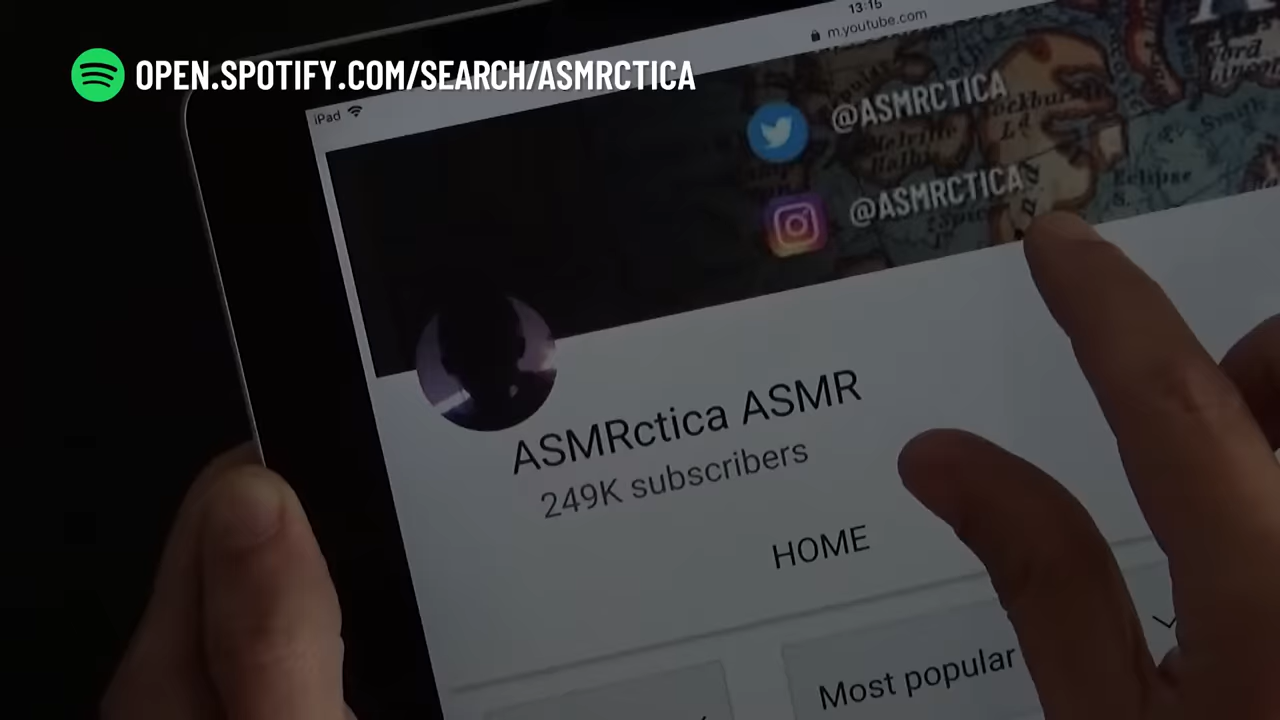 OPEN.SPOTIFY.COM/SEARCH/ASMRCTICA
13:15
m.youtube.com
iPad
@ASMRCTICA
@ASMRCTICA
Eclipse
S.
ASMRctica ASMR
249K subscribers
HOME
Most popular